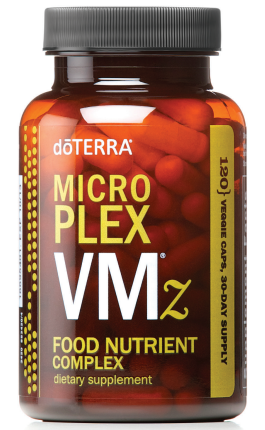 dōTERRA®
MICRO
PLEX
VMz®
FOOD NUTRIENT
COMPLEX
dietary supplement
120} VEGGIE CAPS, 30-DAY SUPPLY